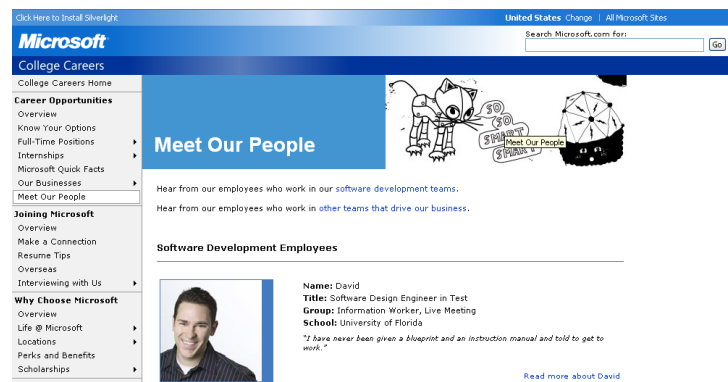 Click Here to Install Silverlight
United States Change | All Microsoft Sites
Microsoft
Search Microsoft.com for:
Go
College Careers
College Careers Home
Career Opportunities
Overview
Know Your Options
Full-Time Positions
Internships
Microsoft Quick Facts
Our Businesses
Meet Our People
Joining Microsoft
Overview
Make a Connection
Resume Tips
Overseas
Interviewing with Us
Why Choose Microsoft
Overview
Life @ Microsoft
Locations
Perks and Benefits
Scholarships
Meet Our People
SO
(SO
SMART
(SMART
Meet Our People
Hear from our employees who work in our software development teams.
Hear from our employees who work in other teams that drive our business.
Software Development Employees
Name: David
Title: Software Design Engineer in Test
Group: Information Worker, Live Meeting
School: University of Florida
"I have never been given a blueprint and an instruction manual and told to get to
work."
Read more about David